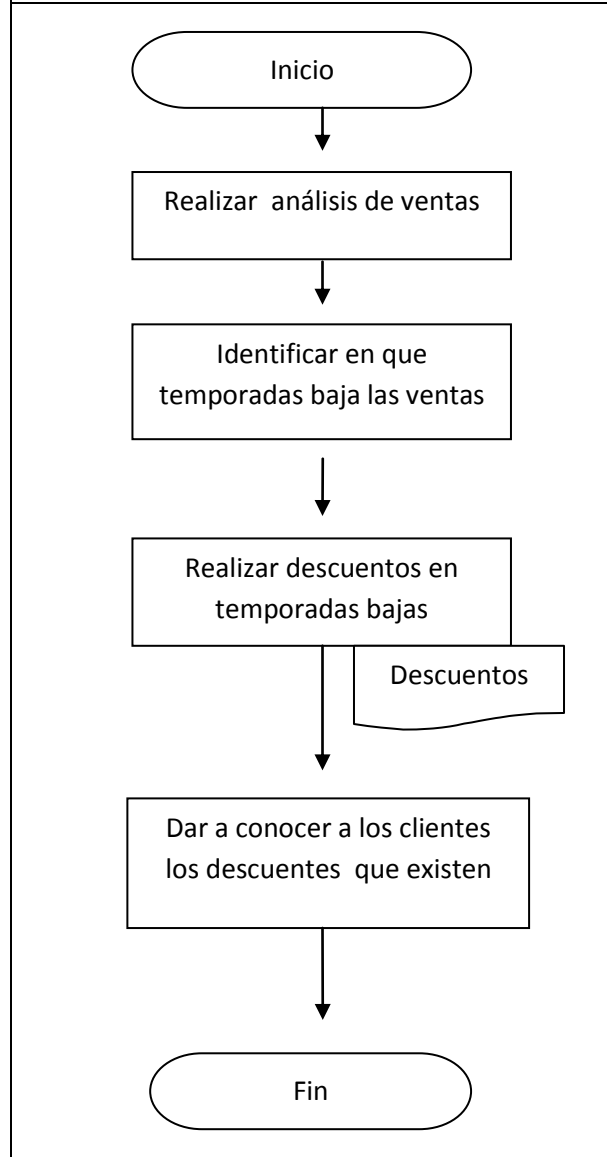 Inicio
Realizar análisis de ventas
Identificar en que
temporadas baja las ventas
Realizar descuentos en
temporadas bajas
Descuentos
Dar a conocer a los clientes
los descuentes que existen
Fin